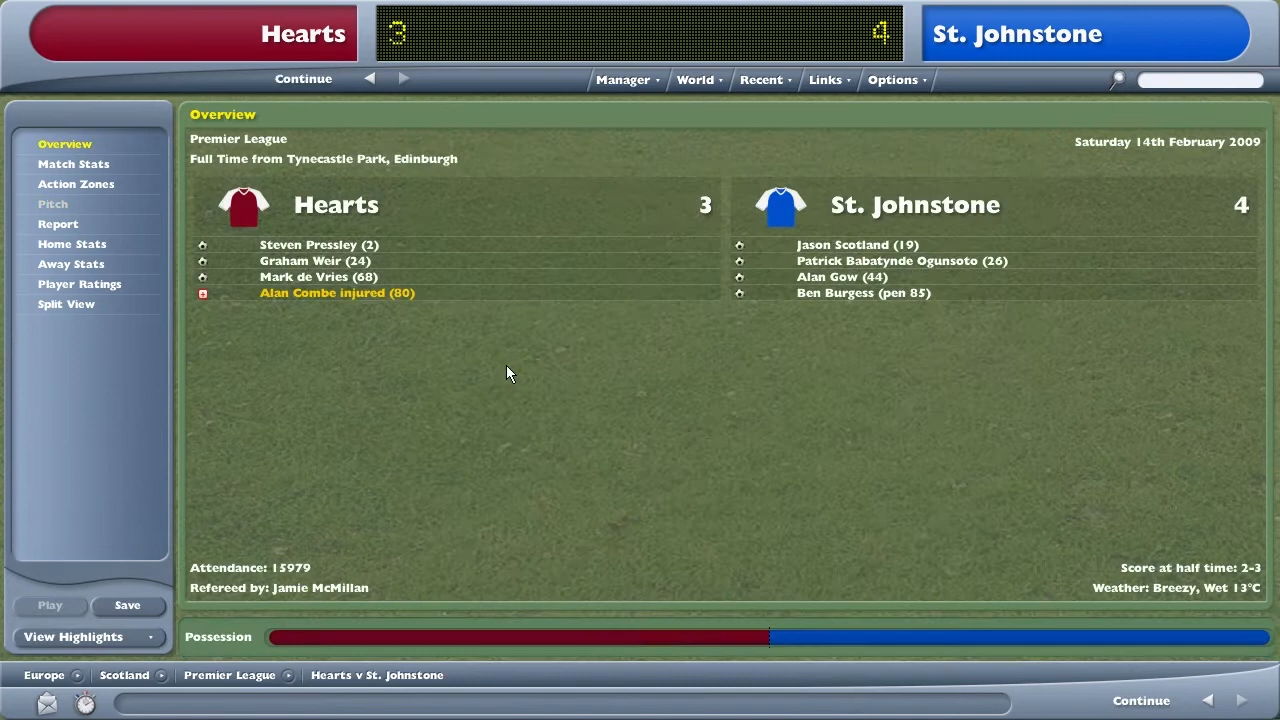 Hearts
3
4
St. Johnstone
Continue
Manager
World
Recent
Links
Options
Overview
Match Stats
Action Zones
Pitch
Report
Home Stats
Away Stats
Player Ratings
Split View
Play
Save
View Highlights
Overview
Premier League
Saturday 14th February 2009
Full Time from Tynecastle Park, Edinburgh
Hearts 3
Steven Pressley (2)
Graham Weir (24)
Mark de Vries (68)
Alan Combe injured (80)
St. Johnstone 4
Jason Scotland (19)
Patrick Babatynde Ogunsoto (26)
Alan Gow (44)
Ben Burgess (pen 85)
Attendance: 15979
Score at half time: 2-3
Refereed by: Jamie McMillan
Weather: Breezy, Wet 13°C
Possession
Europe
Scotland
Premier League
Hearts v St. Johnstone
Continue